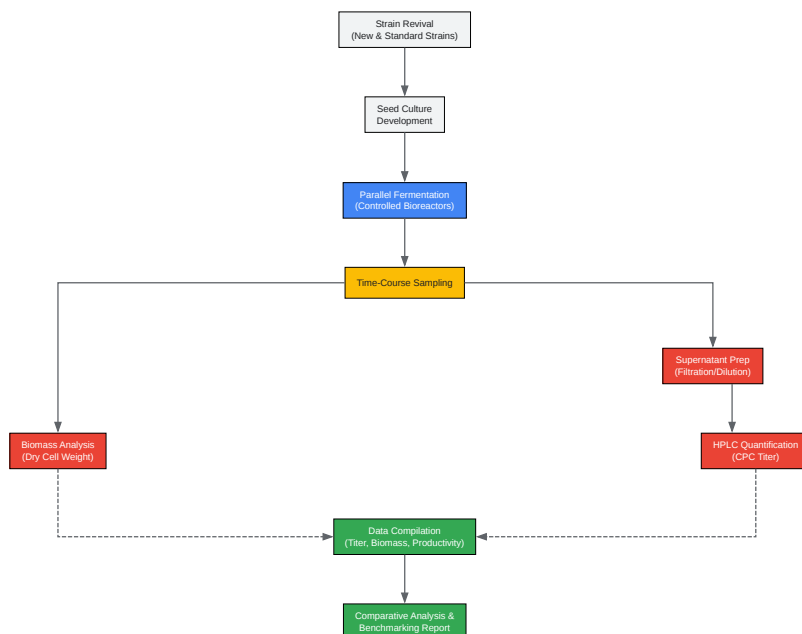 Strain Revival
(New & Standard Strains)
Seed Culture
Development
Parallel Fermentation
(Controlled Bioreactors)
Time-Course Sampling
Supernatant Prep
(Filtration/Dilution)
Biomass Analysis
(Dry Cell Weight)
HPLC Quantification
(CPC Titer)
Data Compilation
(Titer, Biomass, Productivity)
Comparative Analysis &
Benchmarking Report